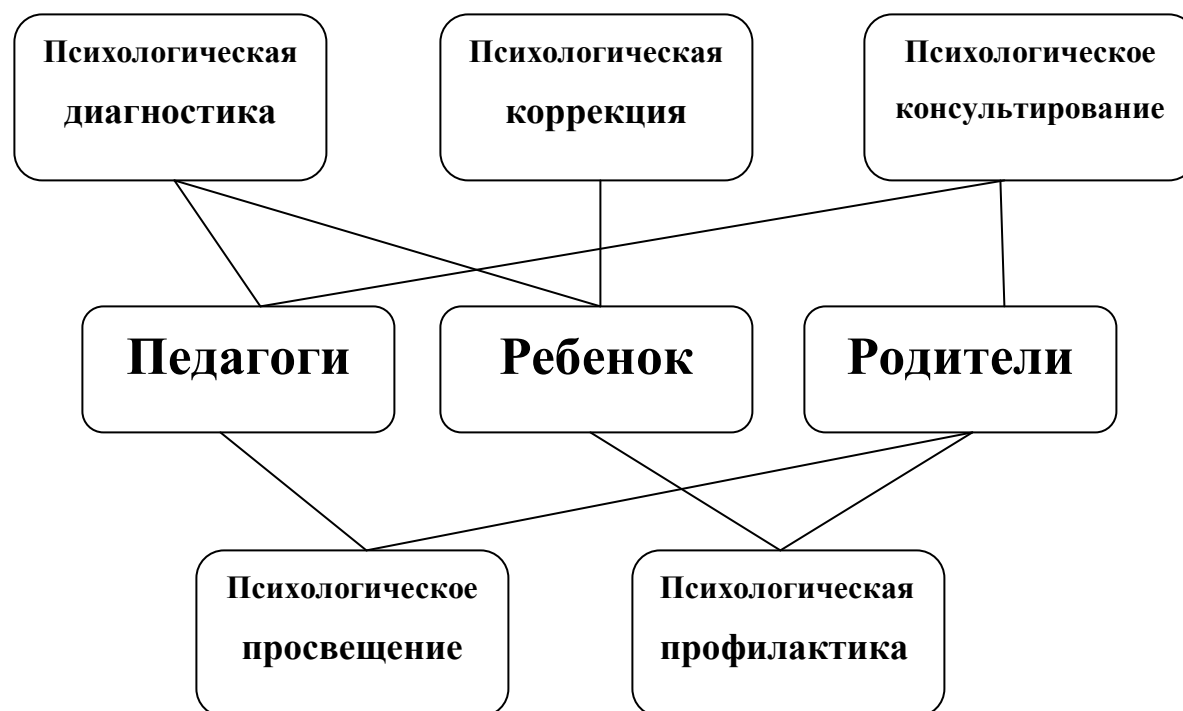 Психологическая
диагностика
Психологическая
коррекция
Психологическое
консультирование
Педагоги
Ребенок
Родители
Психологическое
просвещение
Психологическая
профилактика